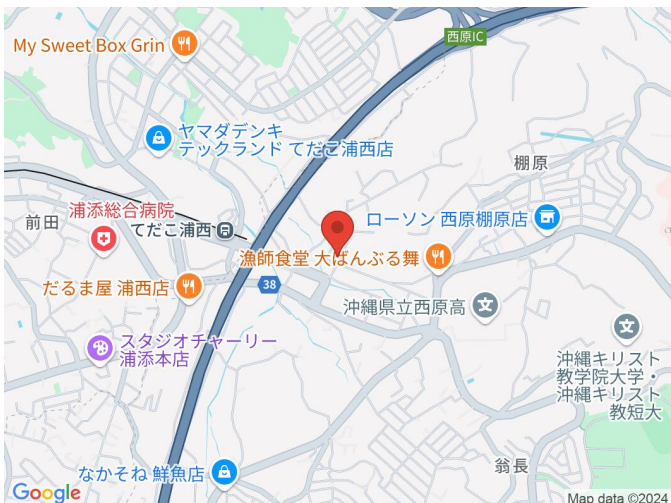 My Sweet Box Grin
西原IC
ヤマダデンキ
テックランド てだこ浦西店
棚原
浦添総合病院
前田
てだこ浦西
ローソン 西原棚原店
漁師食堂 大ばんぶる舞
だるま屋 浦西店
38
沖縄県立西原高
スタジオチャーリー
浦添本店
沖縄キリスト
教学院大学・
沖縄キリスト
教短大
翁長
なかそね 鮮魚店
Google
Map data ©2024